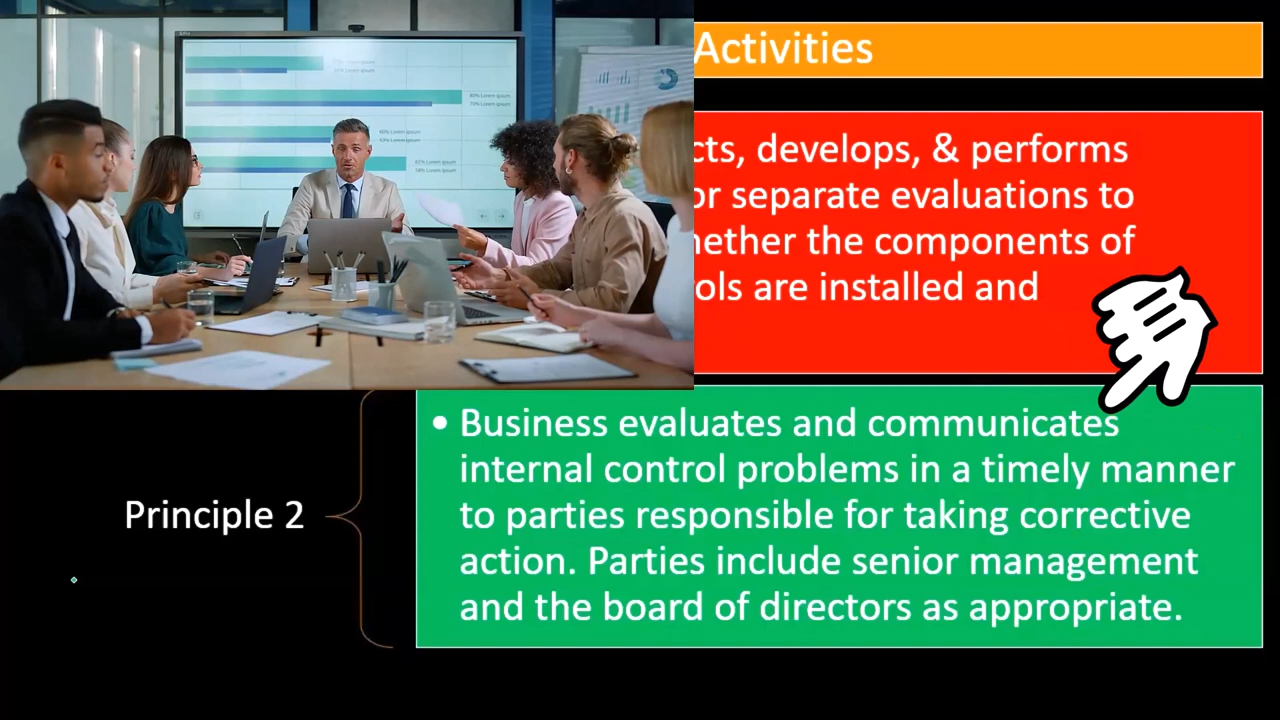 Activities
cts, develops, & performs
or separate evaluations to
hether the components of
ols are installed and
Principle 2
• Business evaluates and communicates
internal control problems in a timely manner
to parties responsible for taking corrective
action. Parties include senior management
and the board of directors as appropriate.